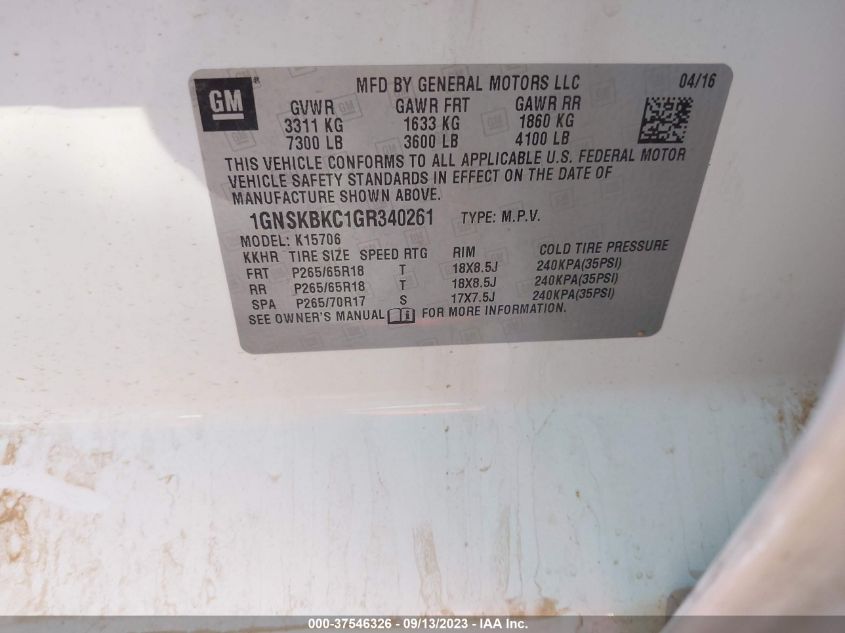 GM ®
MFD BY GENERAL MOTORS LLC 04/16
GVWR GAWR FRT GAWR RR
3311 KG 1633 KG 1860 KG
7300 LB 3600 LB 4100 LB
THIS VEHICLE CONFORMS TO ALL APPLICABLE U.S. FEDERAL MOTOR
VEHICLE SAFETY STANDARDS IN EFFECT ON THE DATE OF
MANUFACTURE SHOWN ABOVE.
1GNSKBKC1GR340261 TYPE: M.P.V.
MODEL: K15706
KKHR TIRE SIZE SPEED RTG RIM COLD TIRE PRESSURE
FRT P265/65R18 T 18X8.5J 240KPA(35PSI)
RR P265/65R18 T 18X8.5J 240KPA(35PSI)
SPA P265/70R17 S 17X7.5J 240KPA(35PSI)
SEE OWNER'S MANUAL FOR MORE INFORMATION.
000-37546326 - 09/13/2023 - IAA Inc.